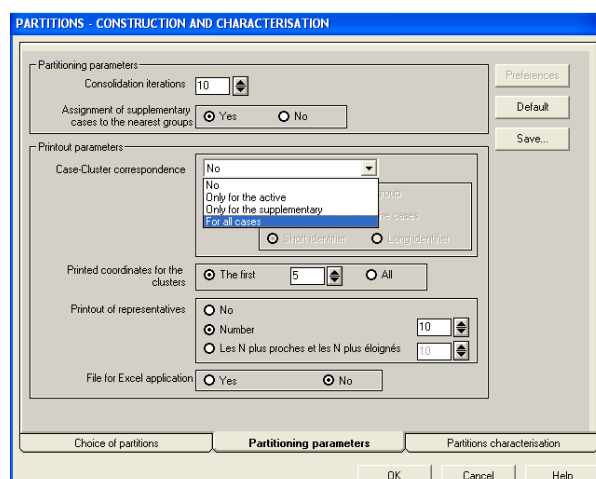 PARTITIONS - CONSTRUCTION AND CHARACTERISATION
Partitioning parameters
Consolidation iterations 10
Preferences
Assignment of supplementary cases to the nearest groups Yes No
Default
Save...
Printout parameters
Case-Cluster correspondence No
No
Only for the active
Only for the supplementary
For all cases
group
cases
Short identifier Long identifier
Printed coordinates for the clusters The first 5 All
Printout of representatives No
Number 10
Les N plus proches et les N plus éloignés 10
File for Excel application Yes No
Choice of partitions Partitioning parameters Partitions characterisation
OK Cancel Help